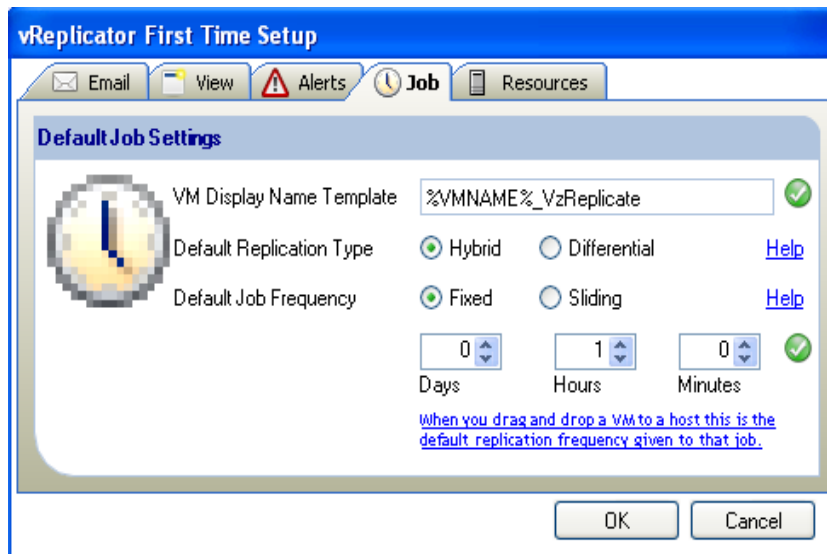 vReplicator First Time Setup
Email View Alerts Job Resources
Default Job Settings
VM Display Name Template %VMNAME%_VzReplicate
Default Replication Type Hybrid Differential Help
Default Job Frequency Fixed Sliding Help
0 1 0
Days Hours Minutes
When you drag and drop a VM to a host this is the
default replication frequency given to that job.
OK Cancel